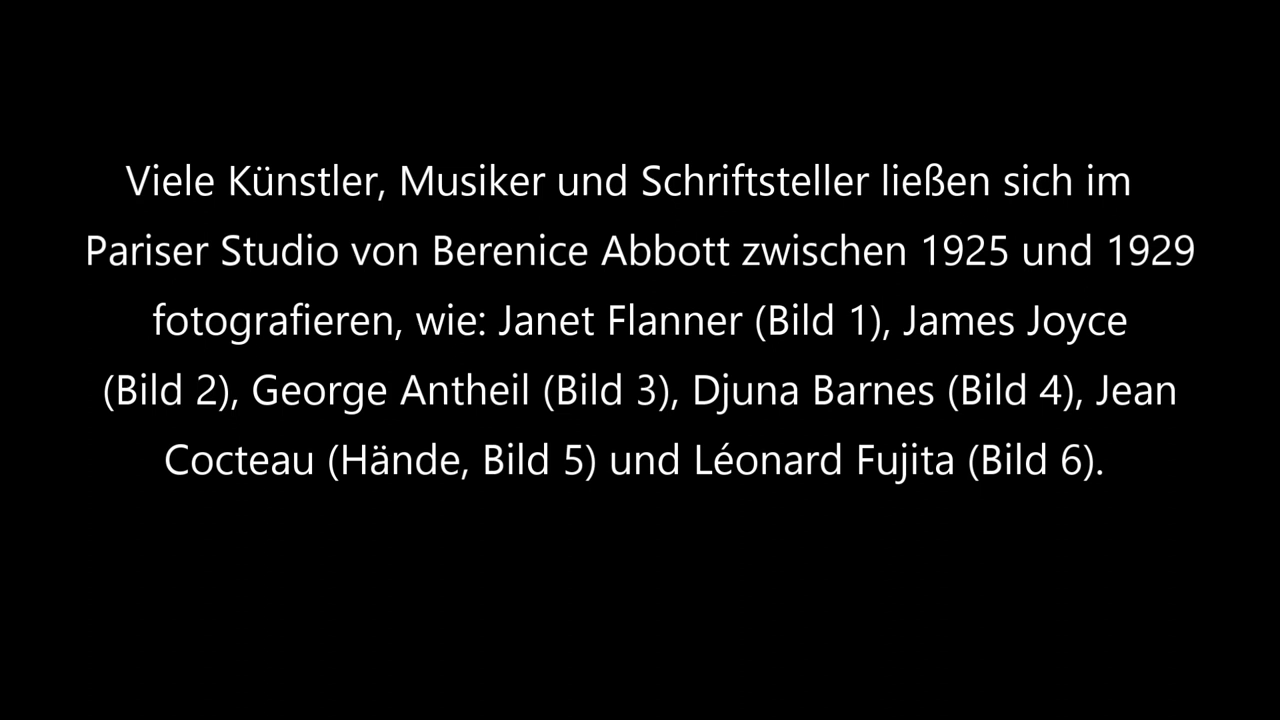 Viele Künstler, Musiker und Schriftsteller ließen sich im
Pariser Studio von Berenice Abbott zwischen 1925 und 1929
fotografieren, wie: Janet Flanner (Bild 1), James Joyce
(Bild 2), George Antheil (Bild 3), Djuna Barnes (Bild 4), Jean
Cocteau (Hände, Bild 5) und Léonard Fujita (Bild 6).